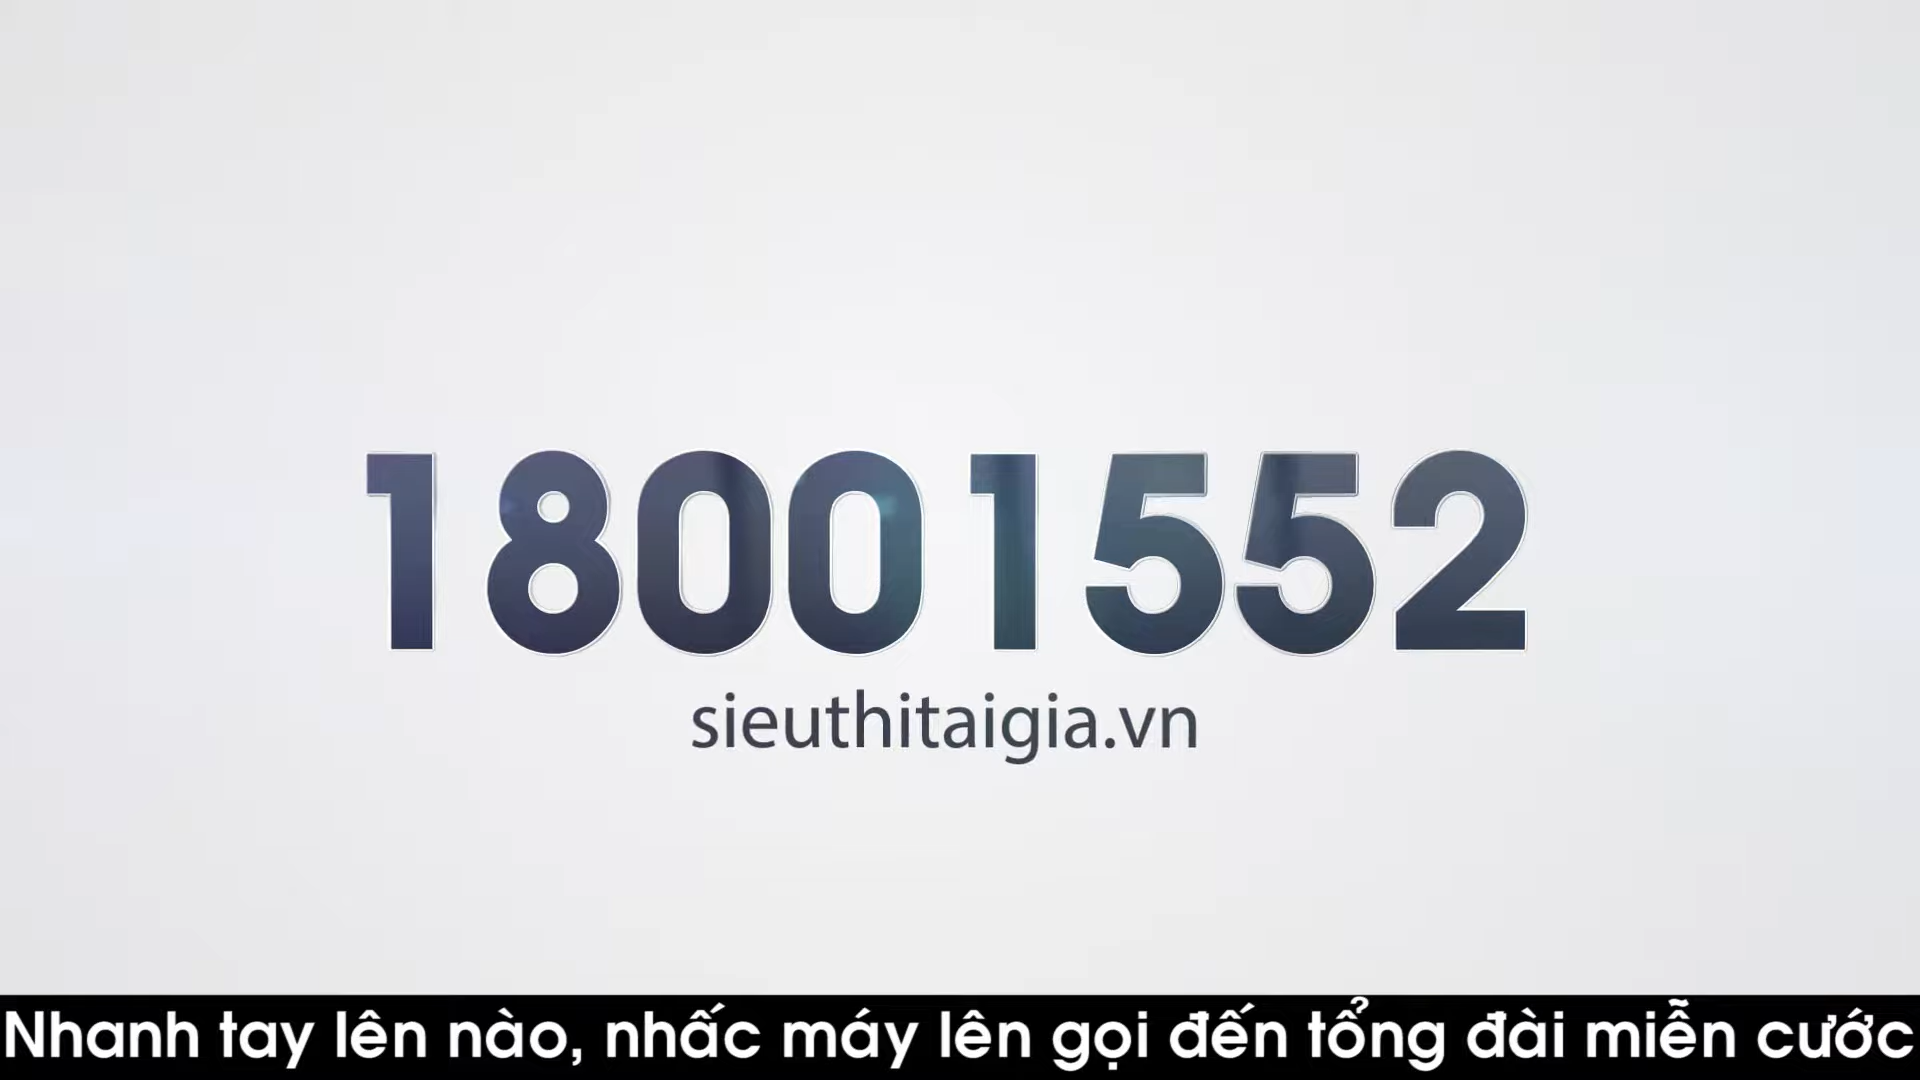 18001552
sieuthitaigia.vn
Nhanh tay lên nào, nhấc máy lên gọi đến tổng đài miễn cước